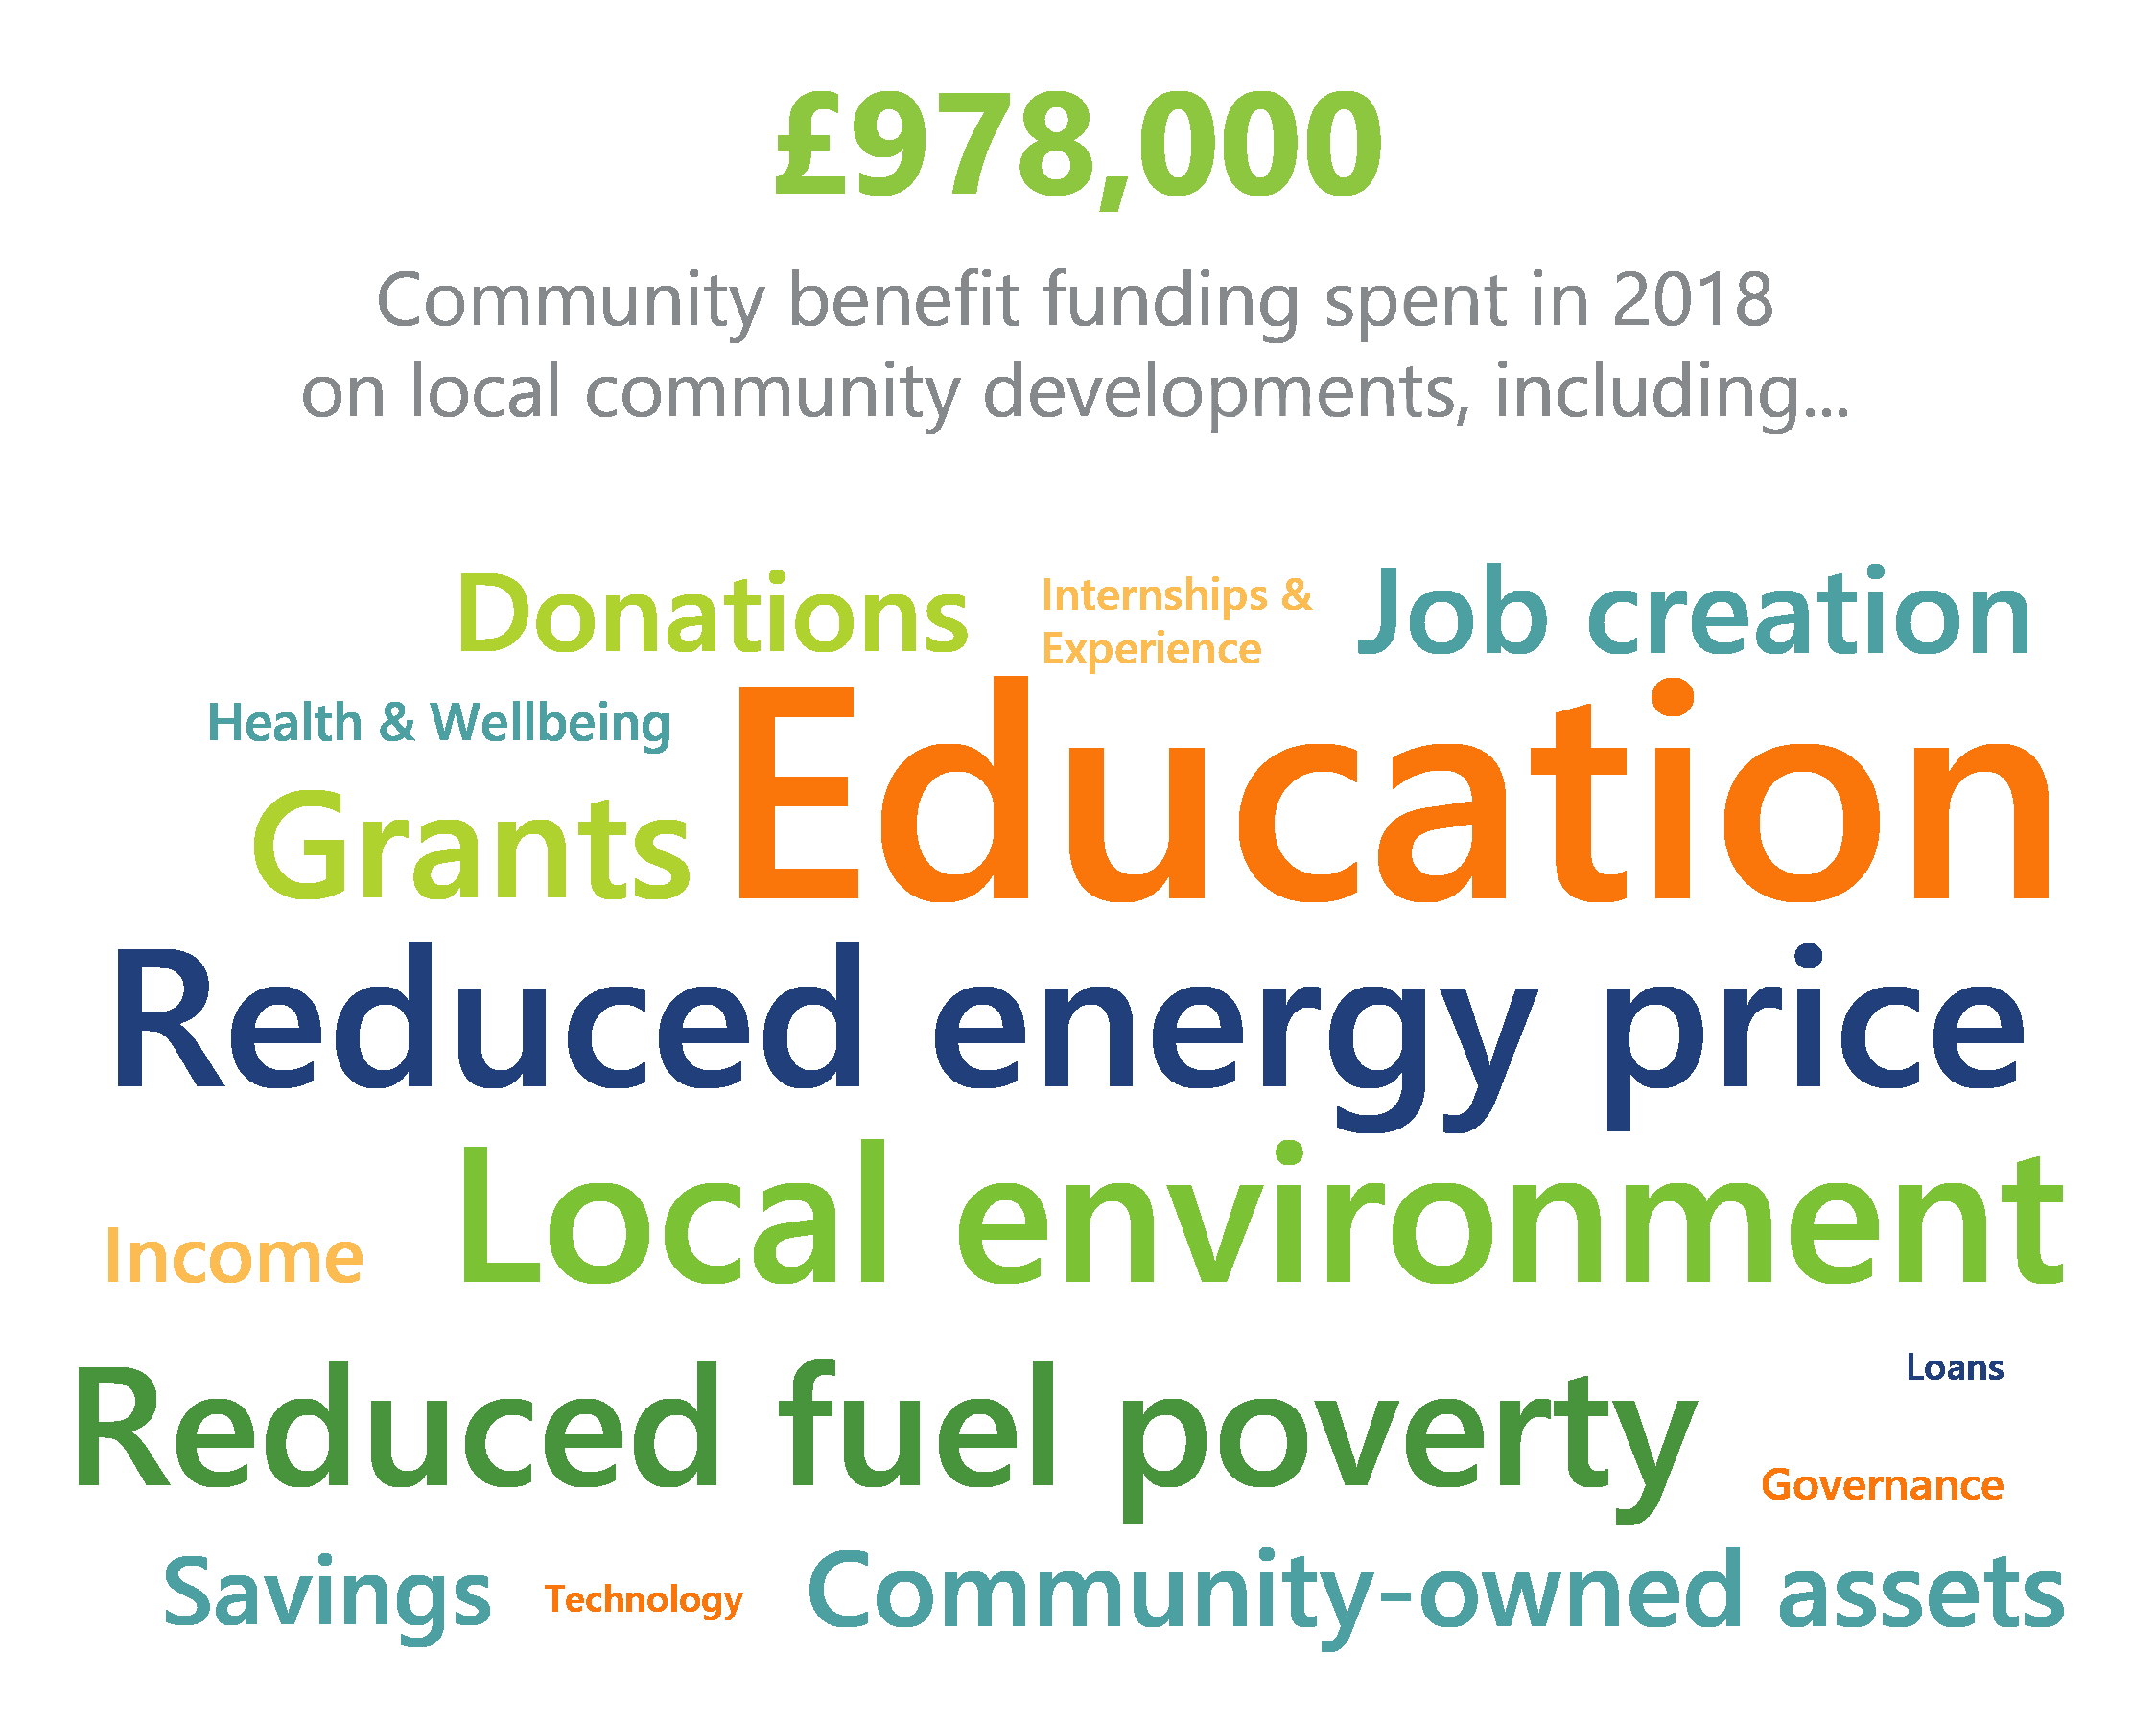 £978,000
Community benefit funding spent in 2018
on local community developments, including...
Donations
Internships &
Experience
Job creation
Health & Wellbeing
Education
Grants
Reduced energy price
Local environment
Income
Reduced fuel poverty
Loans
Governance
Savings
Technology
Community-owned assets